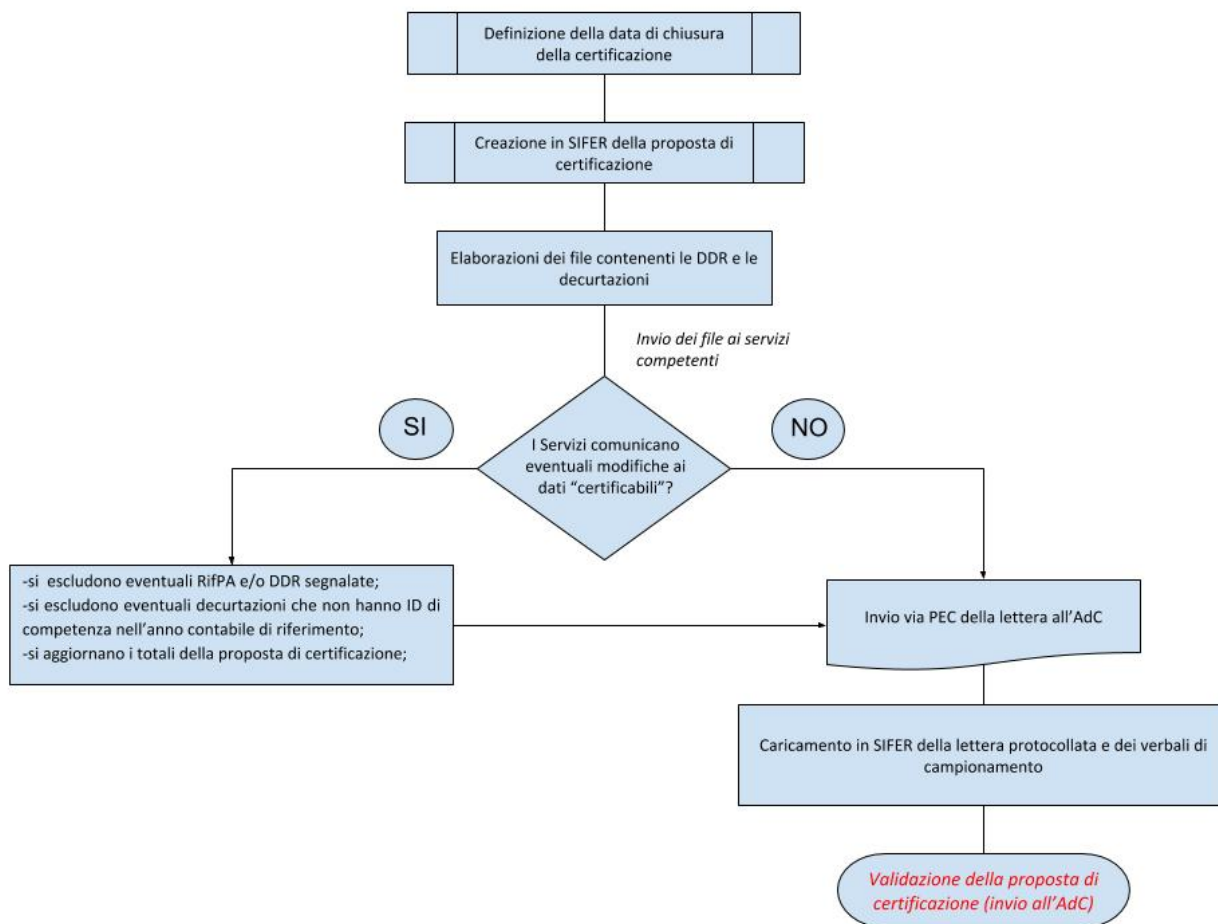 Definizione della data di chiusura
della certificazione
Creazione in SIFER della proposta di
certificazione
Elaborazioni dei file contenenti le DDR e le
decurtazioni
Invio dei file ai servizi
competenti
SI
NO
I Servizi comunicano
eventuali modifiche ai
dati “certificabili”?
-si escludono eventuali RifPA e/o DDR segnalate;
-si escludono eventuali decurtazioni che non hanno ID di
competenza nell’anno contabile di riferimento;
-si aggiornano i totali della proposta di certificazione;
Invio via PEC della lettera all’AdC
Caricamento in SIFER della lettera protocollata e dei verbali di
campionamento
Validazione della proposta di
certificazione (invio all’AdC)